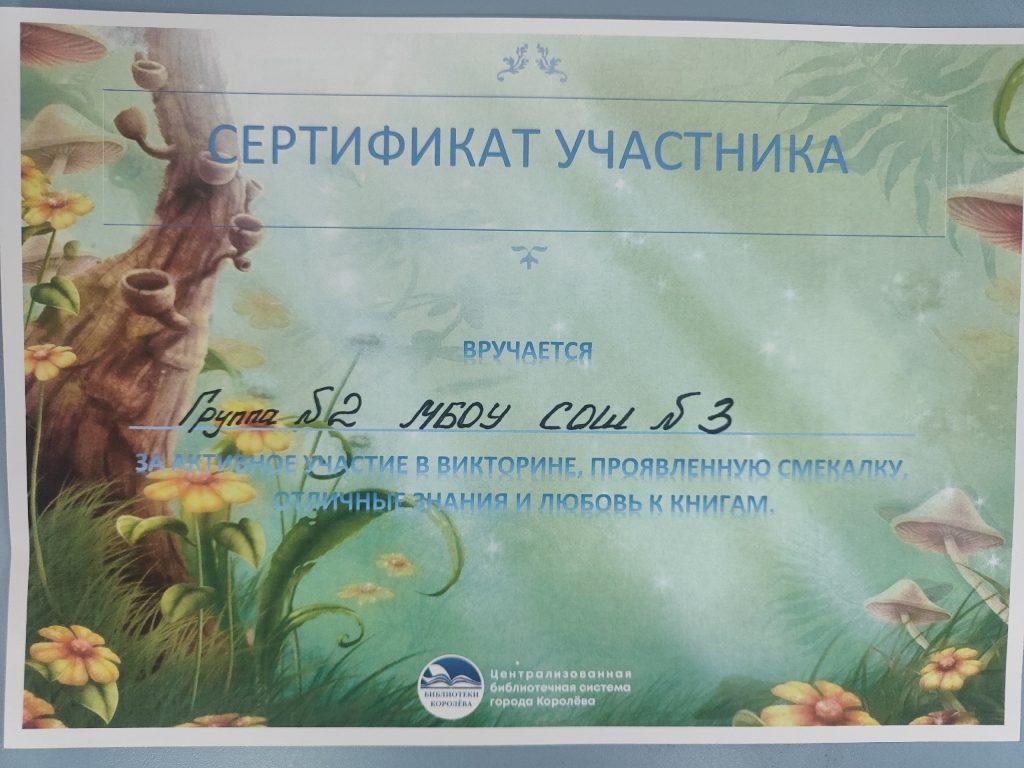 СЕРТИФИКАТ УЧАСТНИКА
ВРУЧАЕТСЯ
Группа №2 МБОУ СОШ №3
ЗА АКТИВНОЕ УЧАСТИЕ В ВИКТОРИНЕ, ПРОЯВЛЕННУЮ СМЕКАЛКУ,
ОТЛИЧНЫЕ ЗНАНИЯ И ЛЮБОВЬ К КНИГАМ.
БИБЛИОТЕКИ
КОРОЛЁВА
Централизованная
библиотечная система
города Королёва